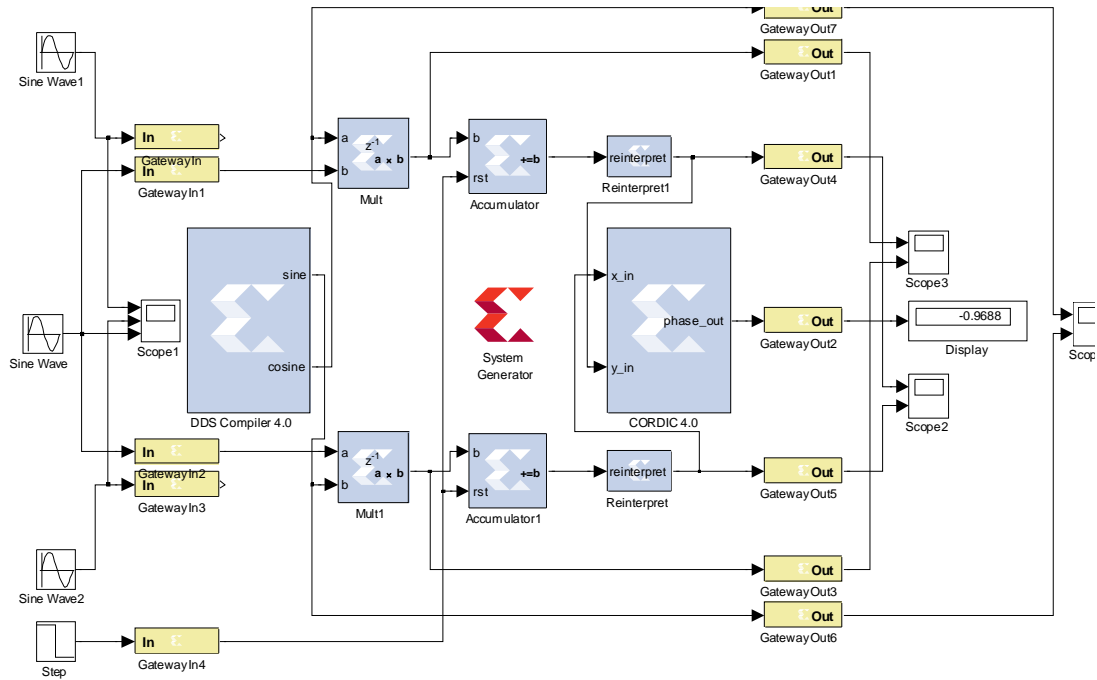 Out
GatewayOut7
Out
GatewayOut1
Sine Wave1
In
GatewayIn
In
GatewayIn1
a
b
z-1
a x b
Mult
b
rst
+=b
Accumulator
reinterpret
Reinterpret1
Out
GatewayOut4
sine
cosine
DDS Compiler 4.0
Sine Wave
Scope1
System
Generator
x_in
y_in
phase_out
CORDIC 4.0
Out
GatewayOut2
Scope3
-0.9688
Display
Scop
Scope2
In
GatewayIn2
In
GatewayIn3
a
b
z-1
a x b
Mult1
b
rst
+=b
Accumulator1
reinterpret
Reinterpret
Out
GatewayOut5
Sine Wave2
Out
GatewayOut3
Out
GatewayOut6
Step
In
GatewayIn4